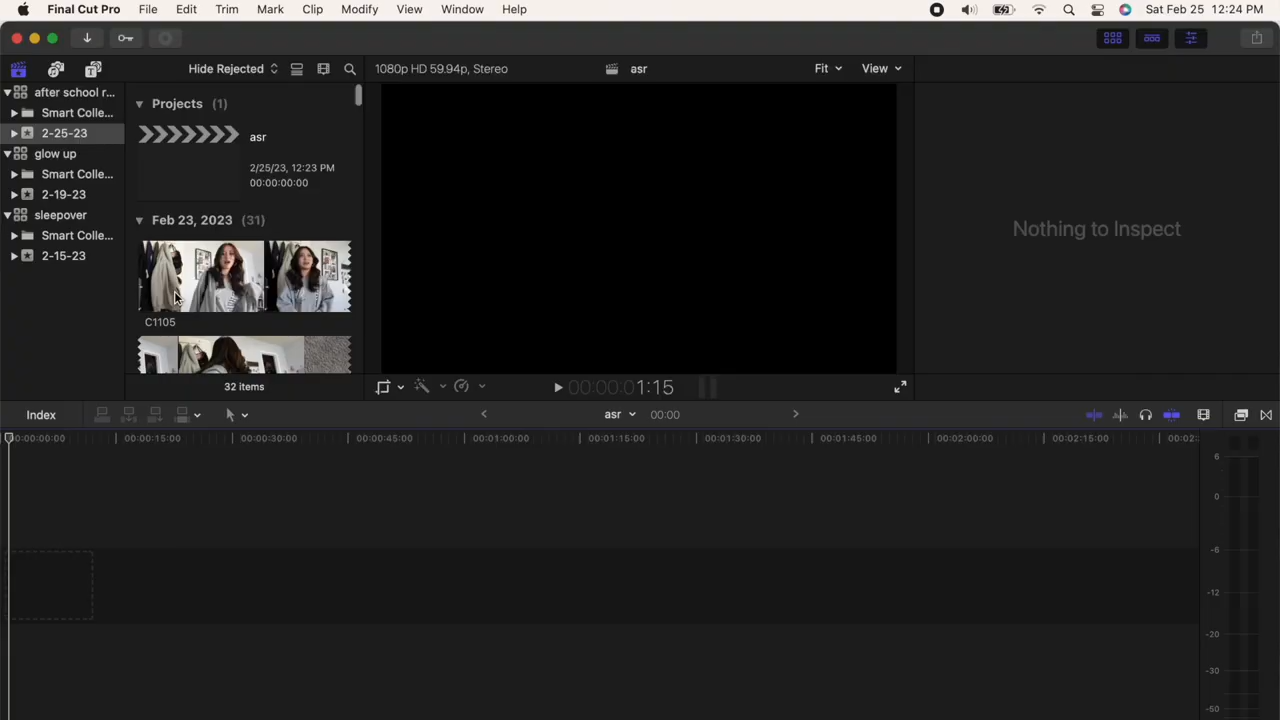 Final Cut Pro File Edit Trim Mark Clip Modify View Window Help Sat Feb 25 12:24 PM
Hide Rejected 1080p HD 59.94p, Stereo asr Fit View
after school r...
Smart Colle...
2-25-23
glow up
Smart Colle...
2-19-23
sleepover
Smart Colle...
2-15-23
Projects (1)
asr
2/25/23, 12:23 PM
00:00:00:00
Feb 23, 2023 (31)
C1105
32 items
Nothing to Inspect
00:00:01:15
Index asr 00:00
00:00:00:00 00:00:15:00 00:00:30:00 00:00:45:00 00:01:00:00 00:01:15:00 00:01:30:00 00:01:45:00 00:02:00:00 00:02:15:00 00:02:
6
0
-6
-12
-20
-30
-50